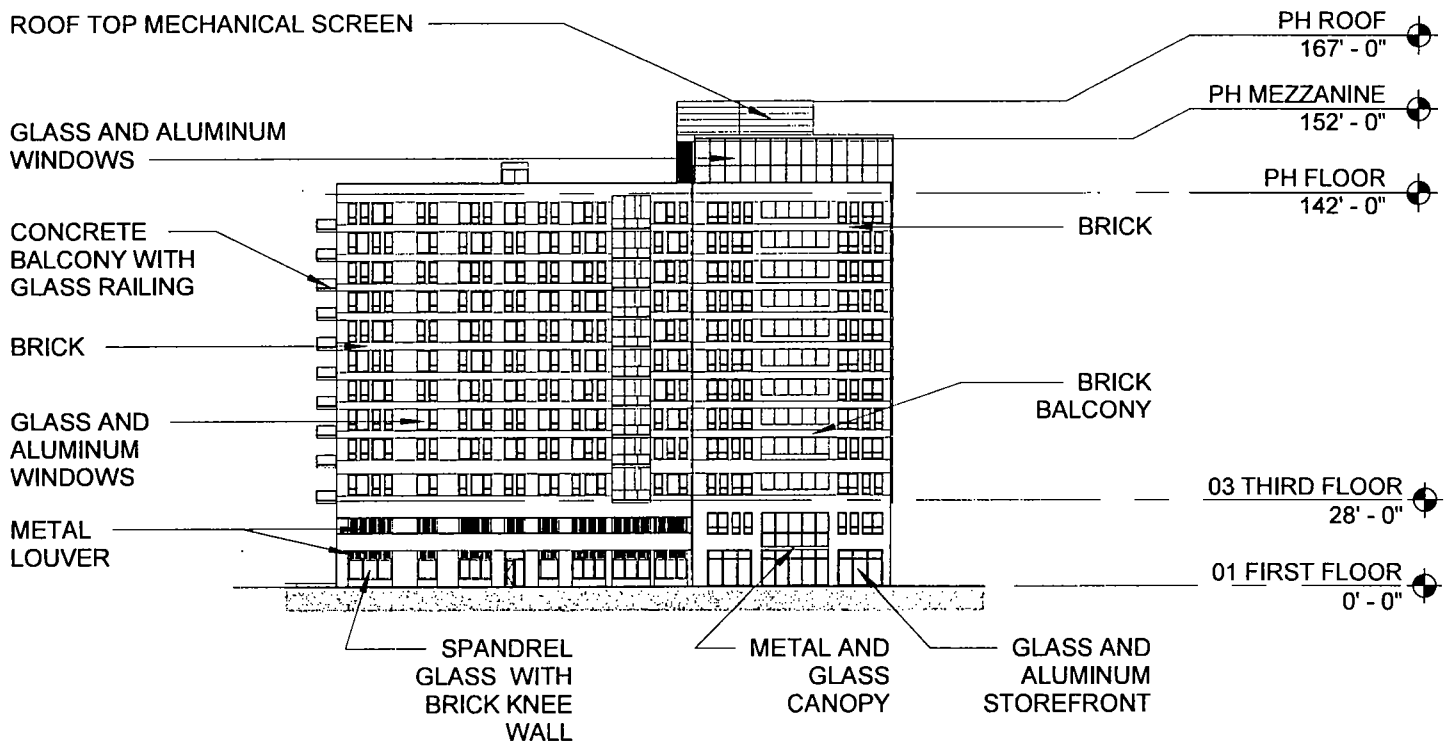 ROOF TOP MECHANICAL SCREEN
GLASS AND ALUMINUM
WINDOWS
CONCRETE
BALCONY WITH
GLASS RAILING
BRICK
GLASS AND
ALUMINUM
WINDOWS
METAL
LOUVER
SPANDREL
GLASS WITH
BRICK KNEE
WALL
METAL AND
GLASS
CANOPY
GLASS AND
ALUMINUM
STOREFRONT
BRICK
BRICK
BALCONY
PH ROOF
167' - 0"
PH MEZZANINE
152' - 0"
PH FLOOR
142' - 0"
03 THIRD FLOOR
28' - 0"
01 FIRST FLOOR
0' - 0"